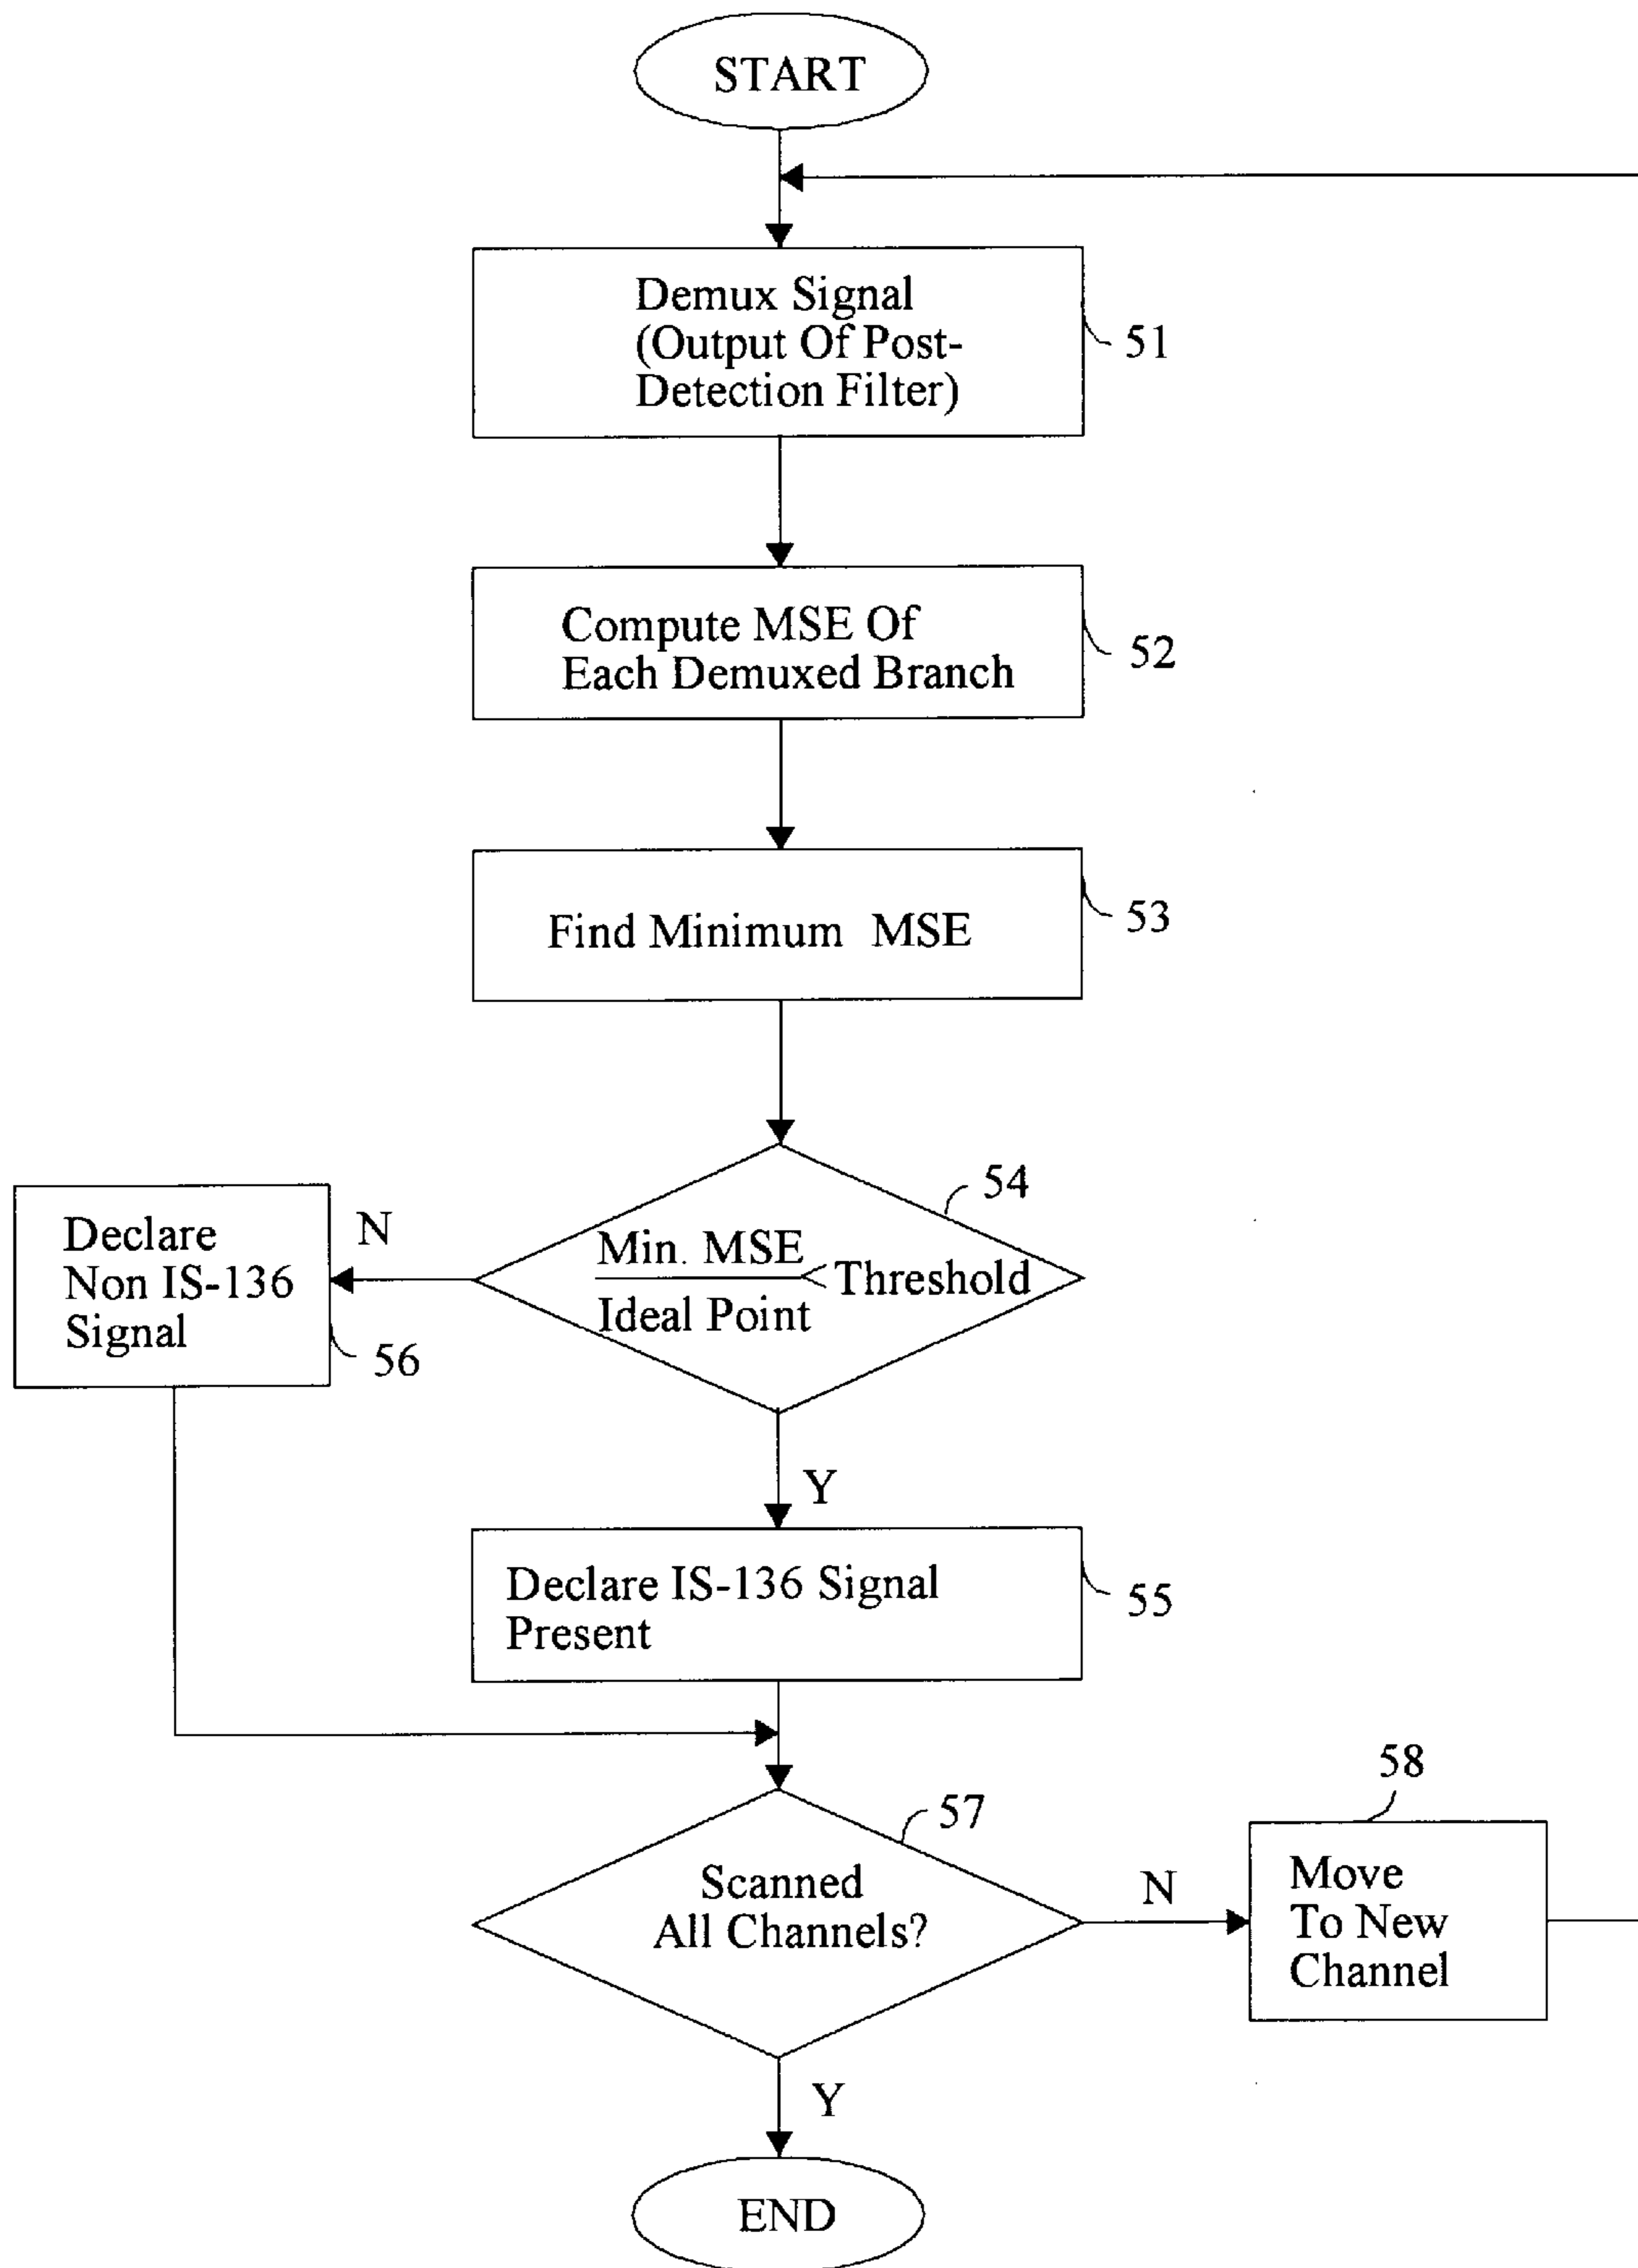 START
Demux Signal
(Output Of Post-
Detection Filter)
51
Compute MSE Of
Each Demuxed Branch
52
Find Minimum MSE
53
54
Min. MSE
Ideal Point
< Threshold
N
Declare
Non IS-136
Signal
56
Y
Declare IS-136 Signal
Present
55
57
Scanned
All Channels?
N
58
Move
To New
Channel
Y
END